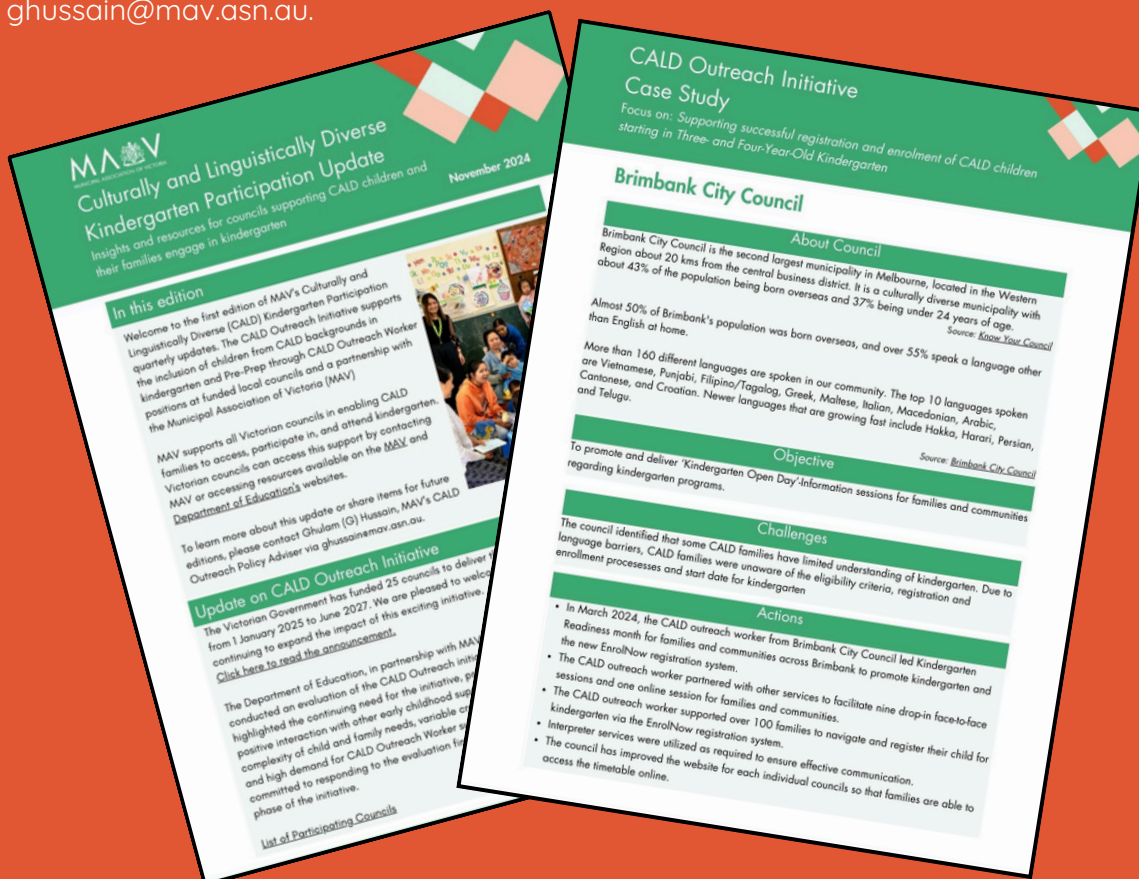 ghussain@mav.asn.au.
MAV
MUNICIPAL ASSOCIATION OF VICTORIA
Culturally and Linguistically Diverse
Kindergarten Participation Update
Insights and resources for councils supporting CALD children and
their families engage in kindergarten
November 2024
In this edition
Welcome to the first edition of MAV's Culturally and
Linguistically Diverse (CALD) Kindergarten Participation
quarterly updates. The CALD Outreach Initiative supports
the inclusion of children from CALD backgrounds in
kindergarten and Pre-Prep through CALD Outreach Worker
positions at funded local councils and a partnership with
the Municipal Association of Victoria (MAV)
MAV supports all Victorian councils in enabling CALD
families to access, participate in, and attend kindergarten.
Victorian councils can access this support by contacting
MAV or accessing resources available on the MAV and
Department of Education's websites.
To learn more about this update or share items for future
editions, please contact Ghulam (G) Hussain, MAV's CALD
Outreach Policy Adviser via ghussain@mav.asn.au.
Update on CALD Outreach Initiative
The Victorian Government has funded 25 councils to deliver
from 1 January 2025 to June 2027. We are pleased to
continuing to expand the impact of this exciting initiative.
Click here to read the announcement.
The Department of Education, in partnership with MAV
conducted an evaluation of the CALD Outreach
highlighted the continuing need for the initiative,
positive interaction with other early childhood
complexity of child and family needs, variable
and high demand for CALD Outreach Worker
committed to responding to the evaluation
phase of the initiative.
List of Participating Councils
CALD Outreach Initiative
Case Study
Focus on: Supporting successful registration and enrolment of CALD children
starting in Three- and Four-Year-Old Kindergarten
Brimbank City Council
About Council
Brimbank City Council is the second largest municipality in Melbourne, located in the Western
Region about 20 kms from the central business district. It is a culturally diverse municipality with
about 43% of the population being born overseas and 37% being under 24 years of age.
Source: Know Your Council
Almost 50% of Brimbank's population was born overseas, and over 55% speak a language other
than English at home.
More than 160 different languages are spoken in our community. The top 10 languages spoken
are Vietnamese, Punjabi, Filipino/Tagalog, Greek, Maltese, Italian, Macedonian, Arabic,
Cantonese, and Croatian. Newer languages that are growing fast include Hakka, Harari, Persian,
and Telugu.
Source: Brimbank City Council
Objective
To promote and deliver 'Kindergarten Open Day'-Information sessions for families and communities
regarding kindergarten programs.
Challenges
The council identified that some CALD families have limited understanding of kindergarten. Due to
language barriers, CALD families were unaware of the eligibility criteria, registration and
enrollment procesesses and start date for kindergarten
Actions
• In March 2024, the CALD outreach worker from Brimbank City Council led Kindergarten
Readiness month for families and communities across Brimbank to promote kindergarten and
the new EnrolNow registration system.
• The CALD outreach worker partnered with other services to facilitate nine drop-in face-to-face
sessions and one online session for families and communities.
• The CALD outreach worker supported over 100 families to navigate and register their child for
kindergarten via the EnrolNow registration system.
• Interpreter services were utilized as required to ensure effective communication.
• The council has improved the website for each individual councils so that families are able to
access the timetable online.